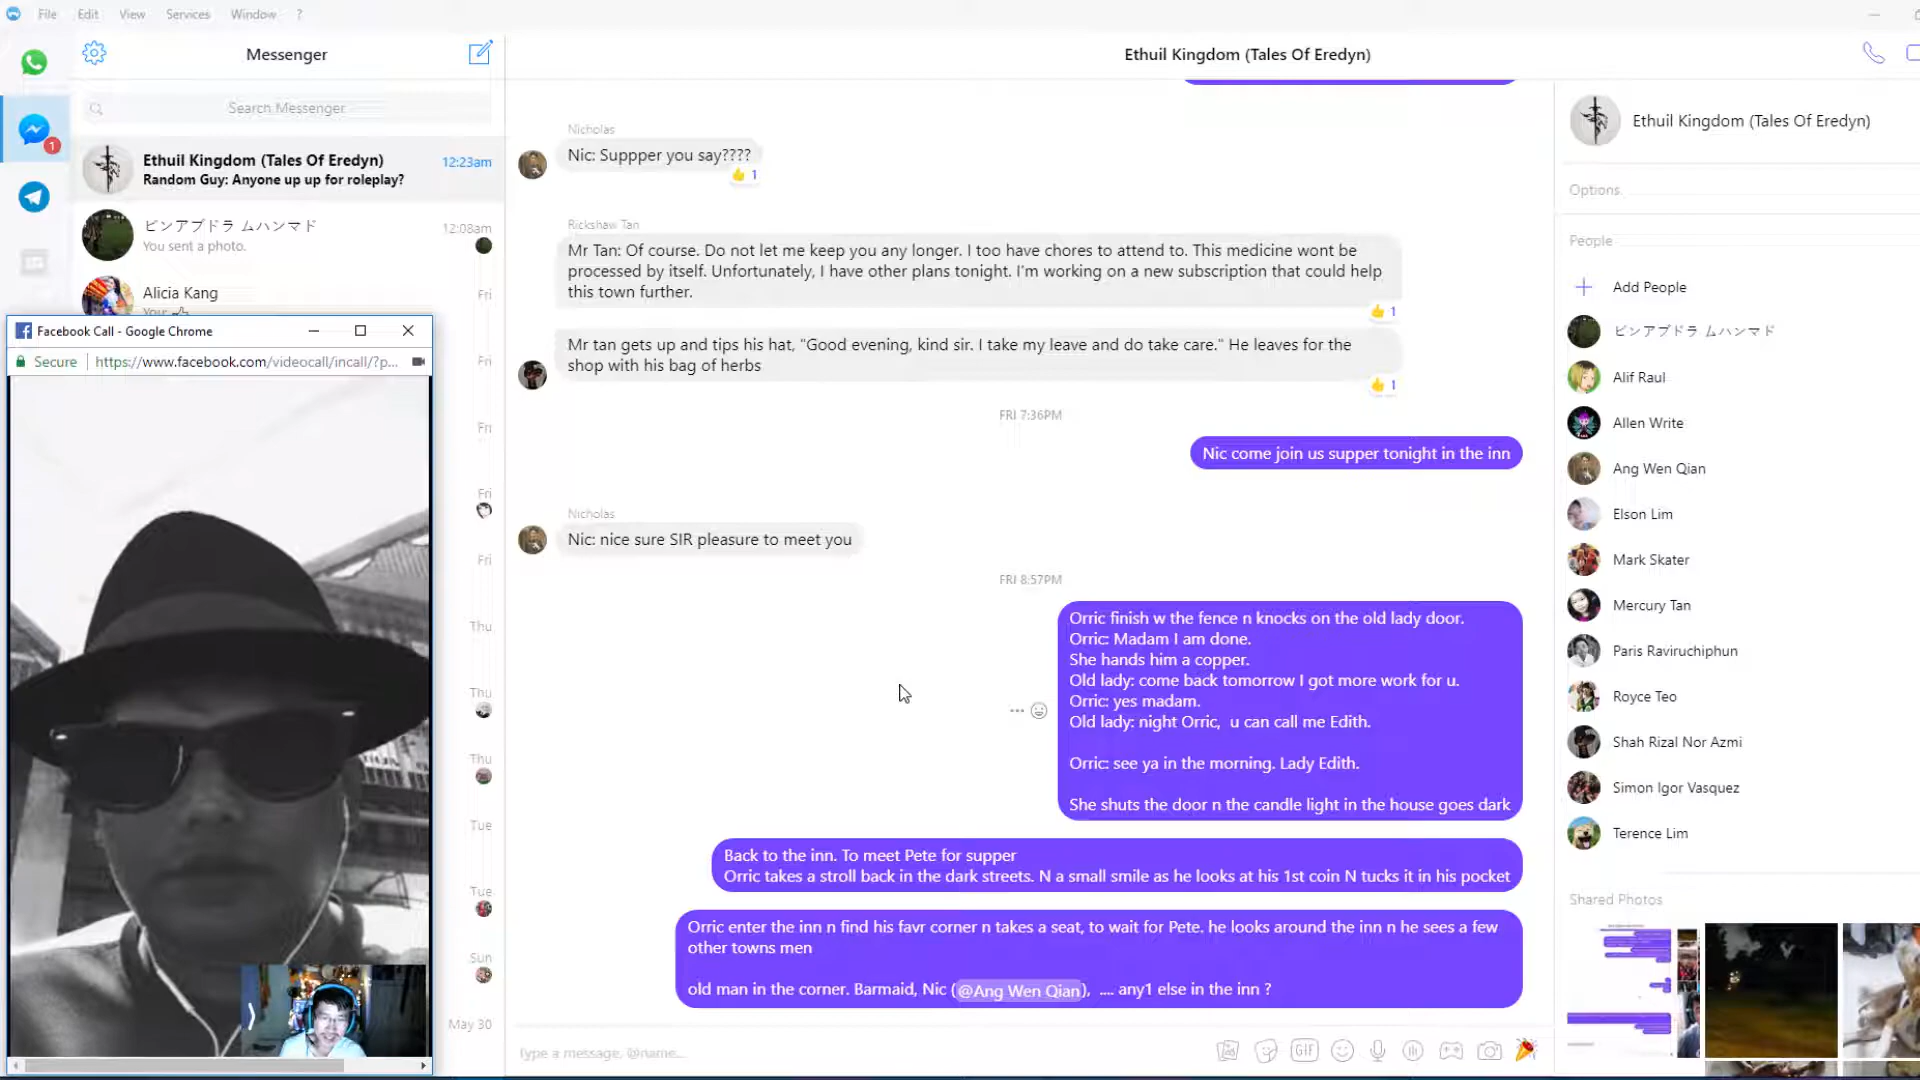 File Edit View Services Window ?
Messenger
Search Messenger
Ethuil Kingdom (Tales Of Eredyn) 12:23am
Random Guy: Anyone up up for roleplay?
ビンアブドラ ムハンマド 12:08am
You sent a photo.
Alicia Kang Fri
Facebook Call - Google Chrome
Secure https://www.facebook.com/videocall/incall/?p...
Fri
Fri
Fri
Fri
Thu
Thu
Thu
Tue
Tue
Sun
May 30
Ethuil Kingdom (Tales Of Eredyn)
Nicholas
Nic: Suppper you say????
1
Rickshaw Tan
Mr Tan: Of course. Do not let me keep you any longer. I too have chores to attend to. This medicine wont be
processed by itself. Unfortunately, I have other plans tonight. I'm working on a new subscription that could help
this town further.
1
Mr tan gets up and tips his hat, "Good evening, kind sir. I take my leave and do take care." He leaves for the
shop with his bag of herbs
1
FRI 7:36PM
Nic come join us supper tonight in the inn
Nicholas
Nic: nice sure SIR pleasure to meet you
FRI 8:57PM
Orric finish w the fence n knocks on the old lady door.
Orric: Madam I am done.
She hands him a copper.
Old lady: come back tomorrow I got more work for u.
Orric: yes madam.
Old lady: night Orric, u can call me Edith.
Orric: see ya in the morning. Lady Edith.
She shuts the door n the candle light in the house goes dark
Back to the inn. To meet Pete for supper
Orric takes a stroll back in the dark streets. N a small smile as he looks at his 1st coin N tucks it in his pocket
Orric enter the inn n find his favr corner n takes a seat, to wait for Pete. he looks around the inn n he sees a few
other towns men
old man in the corner. Barmaid, Nic (@Ang Wen Qian), .... any1 else in the inn ?
Type a message, @name...
GIF
Ethuil Kingdom (Tales Of Eredyn)
Options
People
Add People
ビンアブドラ ムハンマド
Alif Raul
Allen Write
Ang Wen Qian
Elson Lim
Mark Skater
Mercury Tan
Paris Raviruchiphun
Royce Teo
Shah Rizal Nor Azmi
Simon Igor Vasquez
Terence Lim
Shared Photos